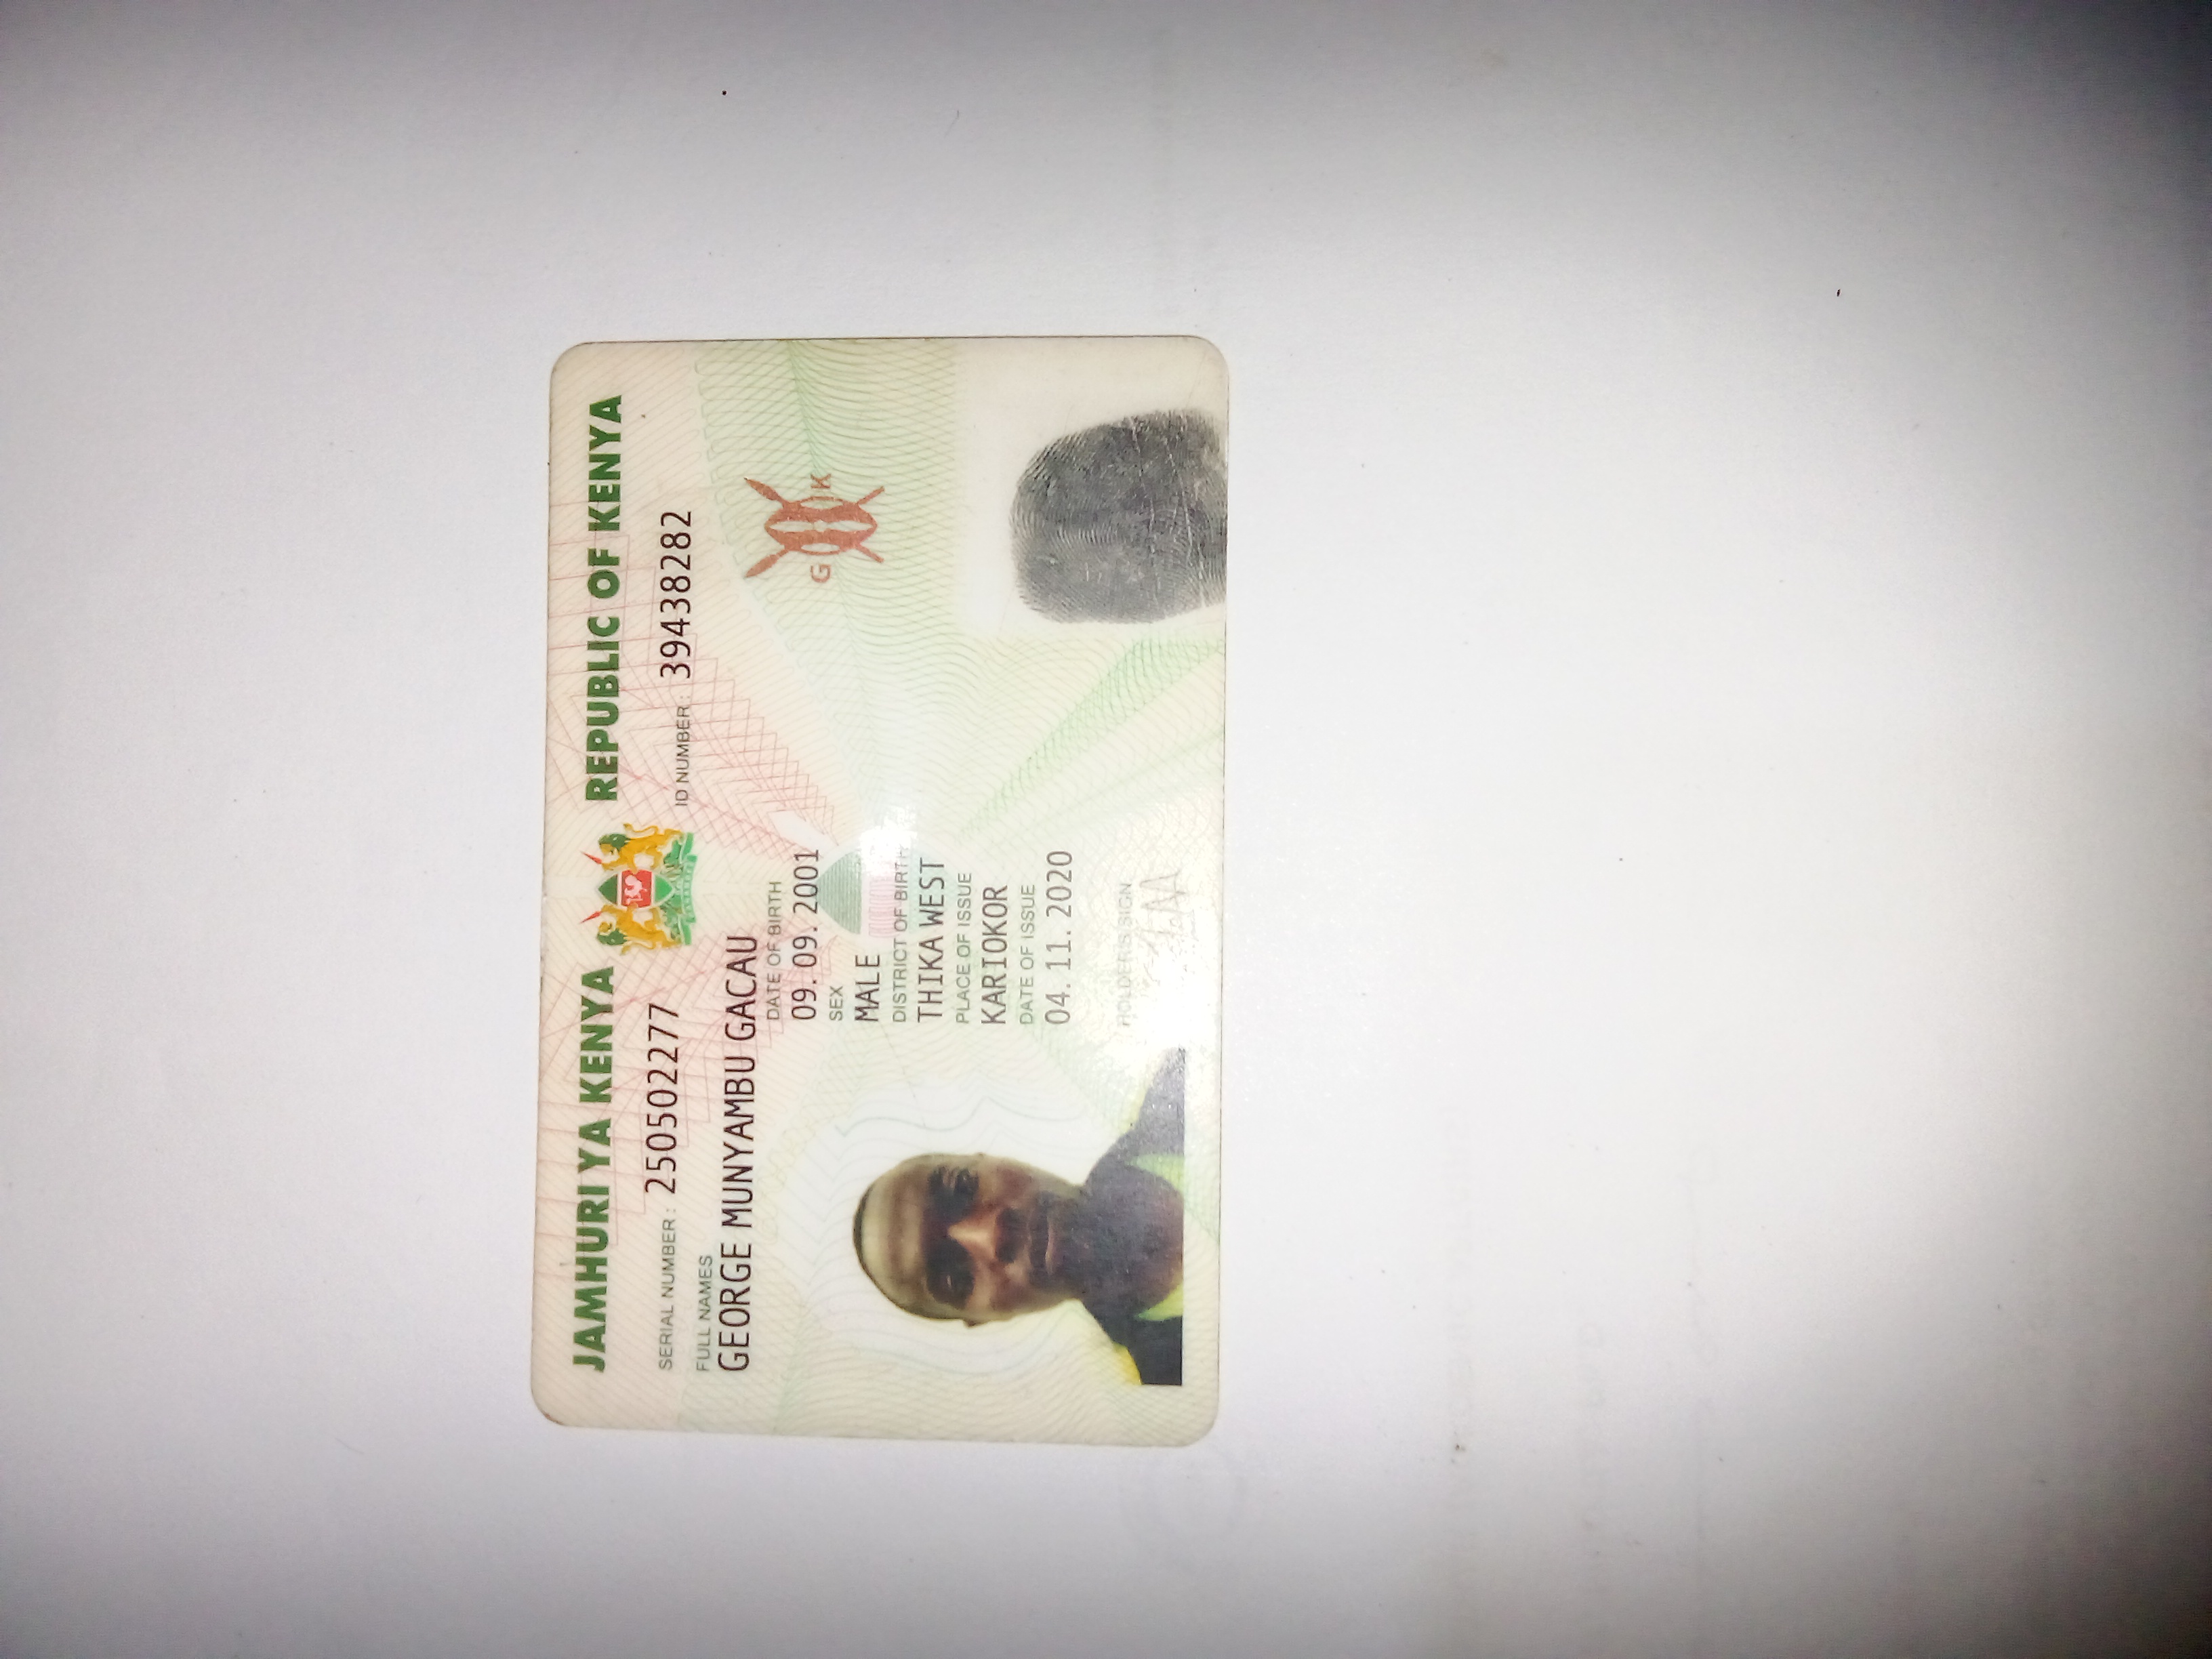 JAMHURI YA KENYA REPUBLIC OF KENYA
SERIAL NUMBER: 250502277 ID NUMBER: 39438282
FULL NAMES
GEORGE MUNYAMBU GACAU
DATE OF BIRTH
09. 09. 2001
SEX
MALE
G K
DISTRICT OF BIRTH
THIKA WEST
PLACE OF ISSUE
KARIOKOR
DATE OF ISSUE
04. 11. 2020
HOLDER'S SIGN